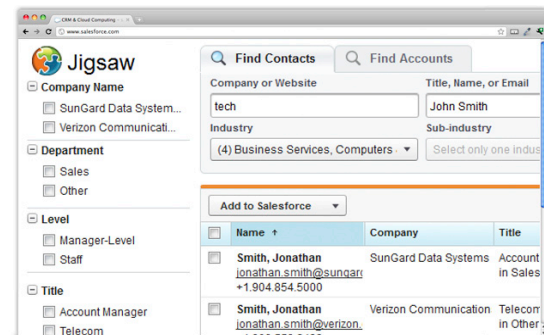 CRM & Cloud Computing
www.salesforce.com
Jigsaw
Company Name
SunGard Data System...
Verizon Communicati...
Department
Sales
Other
Level
Manager-Level
Staff
Title
Account Manager
Telecom
Find Contacts
Find Accounts
Company or Website
Title, Name, or Email
tech
John Smith
Industry
Sub-industry
(4) Business Services, Computers
Select only one indus
Add to Salesforce
Name ↑ Company Title
Smith, Jonathan SunGard Data Systems Account
jonathan.smith@sungard in Sales
+1.904.854.5000
Smith, Jonathan Verizon Communication Telecom
jonathan.smith@verizon. in Other